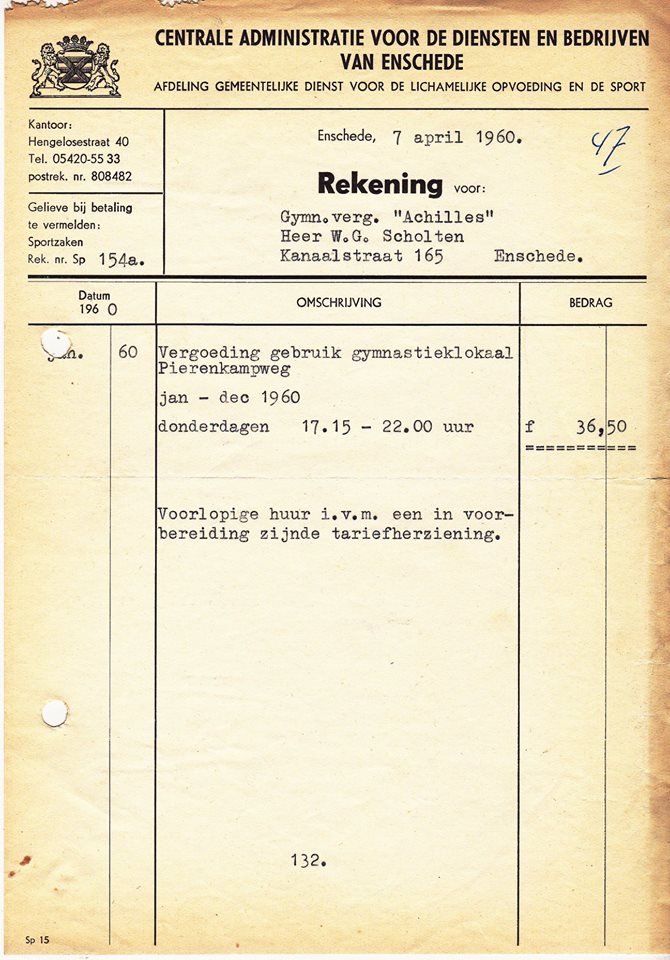 CENTRALE ADMINISTRATIE VOOR DE DIENSTEN EN BEDRIJVEN
VAN ENSCHEDE
AFDELING GEMEENTELIJKE DIENST VOOR DE LICHAMELIJKE OPVOEDING EN DE SPORT
Kantoor:
Hengelosestraat 40
Tel. 05420-55 33
postrek. nr. 808482
Gelieve bij betaling
te vermelden:
Sportzaken
Rek. nr. Sp 154a.
Enschede, 7 april 1960.
47
Rekening voor:
Gymn.verg. "Achilles"
Heer W.G. Scholten
Kanaalstraat 165 Enschede.
Datum OMSCHRIJVING BEDRAG
196 0
jan. 60 Vergoeding gebruik gymnastieklokaal
Pierenkampweg
jan - dec 1960
donderdagen 17.15 - 22.00 uur f 36,50
===========
Voorlopige huur i.v.m. een in voor-
bereiding zijnde tariefherziening.
132.
Sp 15